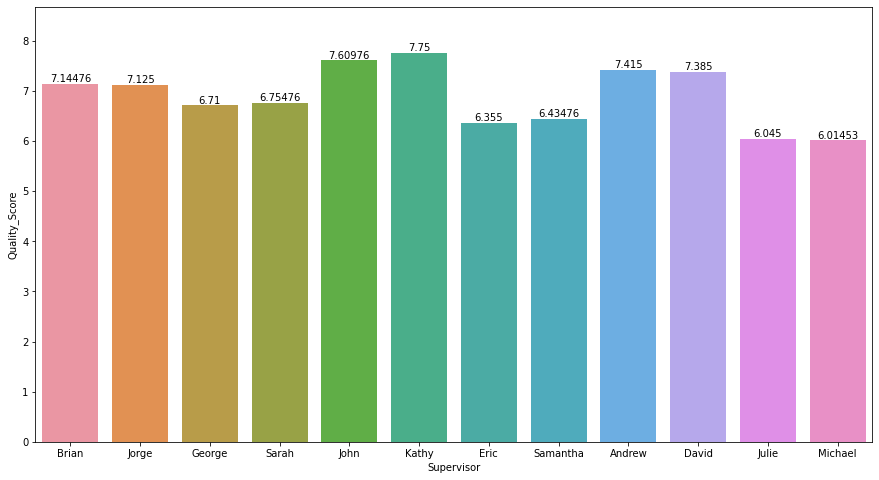 Quality_Score
8
7
6
5
4
3
2
1
0
7.14476
7.125
6.71
6.75476
7.60976
7.75
6.355
6.43476
7.415
7.385
6.045
6.01453
Brian
Jorge
George
Sarah
John
Kathy
Eric
Samantha
Andrew
David
Julie
Michael
Supervisor